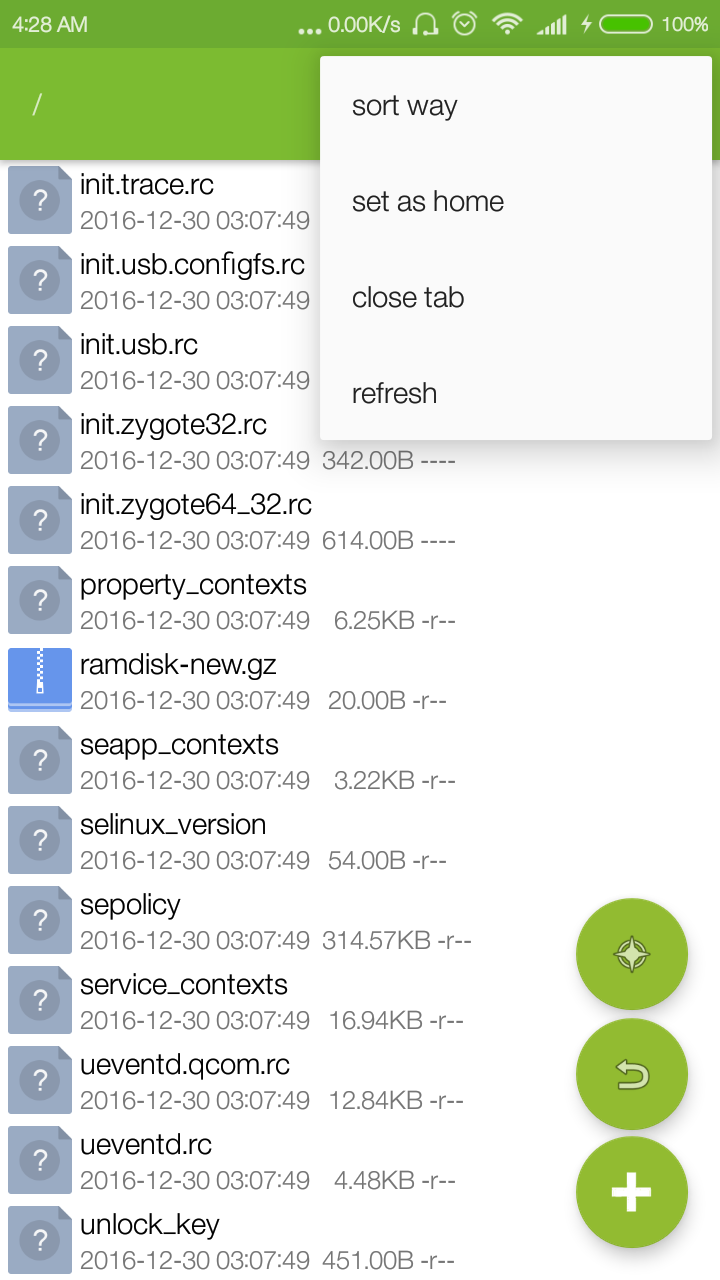 4:28 AM ... 0.00K/s 100%
/
sort way
set as home
close tab
refresh
init.trace.rc
2016-12-30 03:07:49
init.usb.configfs.rc
2016-12-30 03:07:49
init.usb.rc
2016-12-30 03:07:49
init.zygote32.rc
2016-12-30 03:07:49 342.00B ----
init.zygote64_32.rc
2016-12-30 03:07:49 614.00B ----
property_contexts
2016-12-30 03:07:49 6.25KB -r--
ramdisk-new.gz
2016-12-30 03:07:49 20.00B -r--
seapp_contexts
2016-12-30 03:07:49 3.22KB -r--
selinux_version
2016-12-30 03:07:49 54.00B -r--
sepolicy
2016-12-30 03:07:49 314.57KB -r--
service_contexts
2016-12-30 03:07:49 16.94KB -r--
ueventd.qcom.rc
2016-12-30 03:07:49 12.84KB -r--
ueventd.rc
2016-12-30 03:07:49 4.48KB -r--
unlock_key
2016-12-30 03:07:49 451.00B -r--